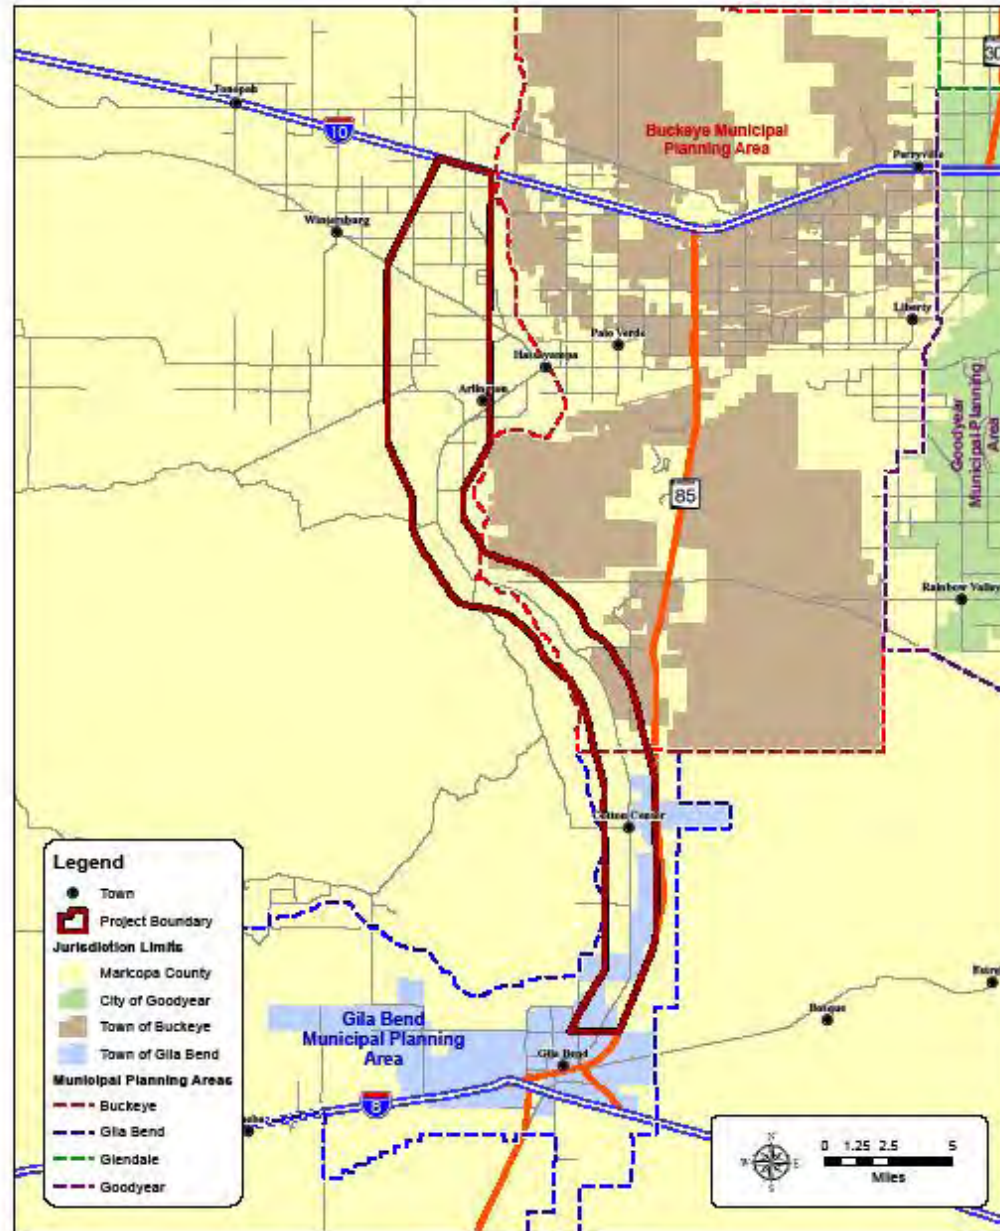 30
Tonopah
10
Buckeye Municipal
Planning Area
Perryville
Wintersburg
Liberty
Palo Verde
Hassayampa
Arlington
Goodyear
Municipal Planning
Area
85
Rainbow Valley
Cotton Center
Legend
Town
Project Boundary
Jurisdiction Limits
Maricopa County
City of Goodyear
Town of Buckeye
Town of Gila Bend
Municipal Planning Areas
Buckeye
Gila Bend
Glendale
Goodyear
Gila Bend
Municipal Planning
Area
Bosque
Gila Bend
8
N
W E
S
0 1.25 2.5 5
Miles